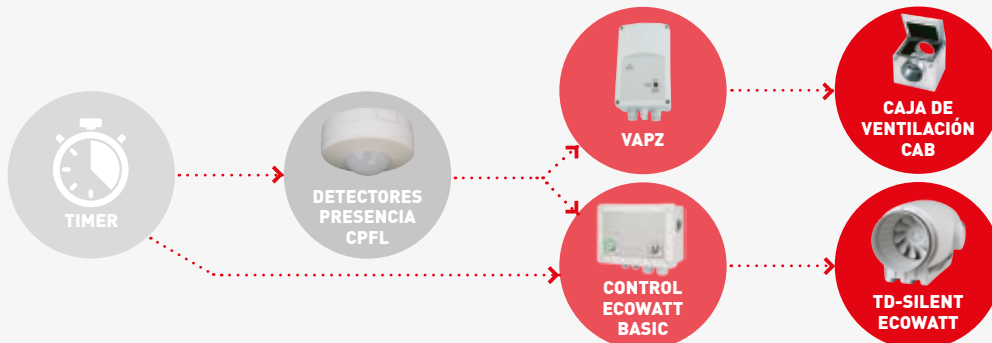 TIMER
DETECTORES
PRESENCIA
CPFL
VAPZ
CAJA DE
VENTILACIÓN
CAB
CONTROL
ECOWATT
BASIC
TD-SILENT
ECOWATT